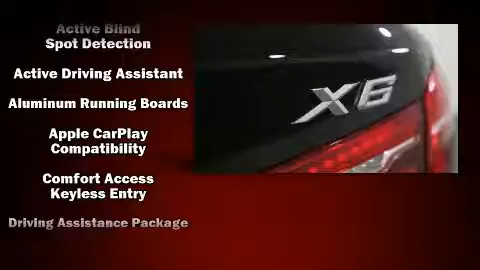 Active Blind
Spot Detection
Active Driving Assistant
Aluminum Running Boards
Apple CarPlay
Compatibility
Comfort Access
Keyless Entry
Driving Assistance Package
X6